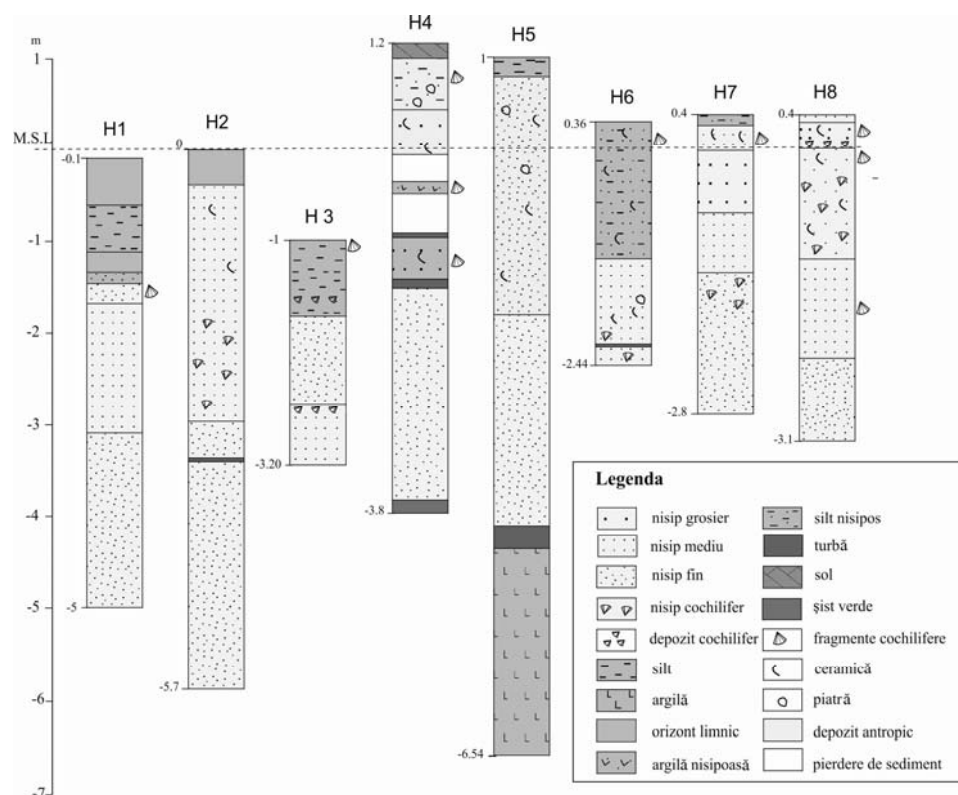 m
1
M.S.L
-1
-2
-3
-4
-5
-6
-7
H1
-0.1
-5
H2
0
-5.7
H 3
-1
-3.20
H4
1.2
-3.8
H5
1
-6.54
H6
0.36
-2.44
H7
0.4
-2.8
H8
0.4
-3.1
Legenda
nisip grosier
nisip mediu
nisip fin
nisip cochilifer
depozit cochilifer
silt
argilă
orizont limnic
argilă nisipoasă
silt nisipos
turbă
sol
şist verde
fragmente cochilifere
ceramică
piatră
depozit antropic
pierdere de sediment